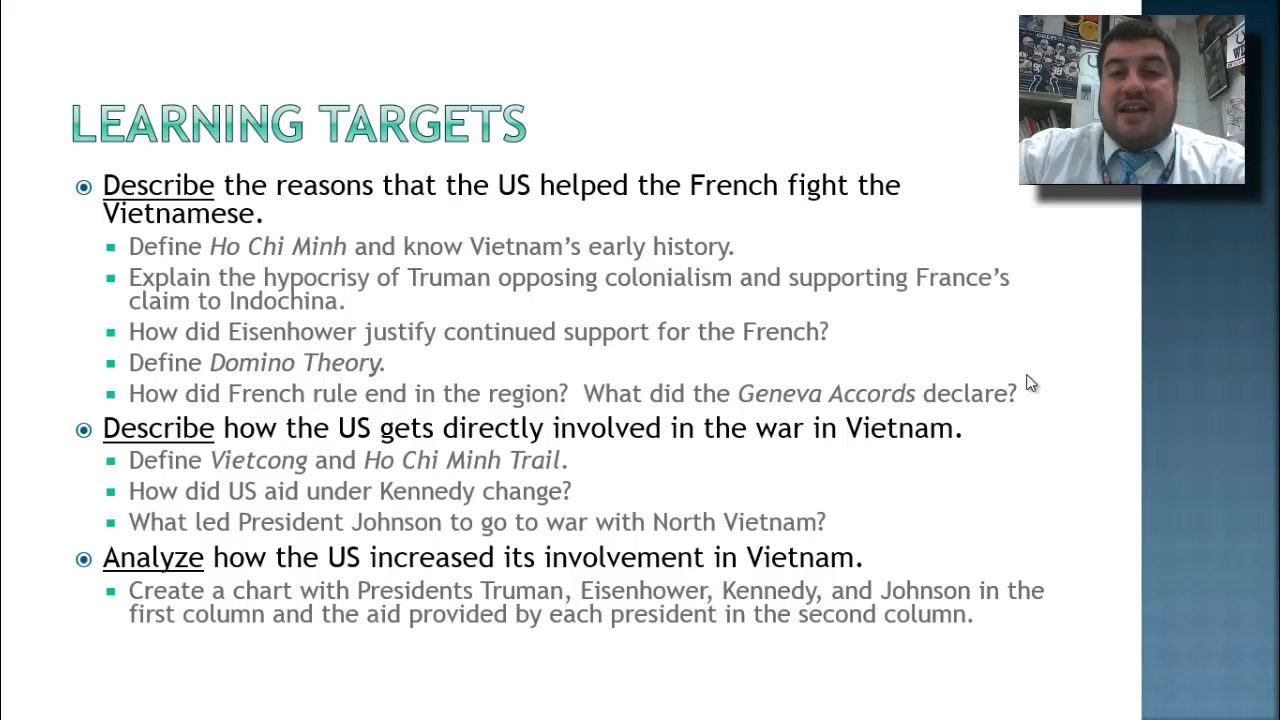 LEARNING TARGETS
Describe the reasons that the US helped the French fight the
Vietnamese.
Define Ho Chi Minh and know Vietnam's early history.
Explain the hypocrisy of Truman opposing colonialism and supporting France's
claim to Indochina.
How did Eisenhower justify continued support for the French?
Define Domino Theory.
How did French rule end in the region?  What did the Geneva Accords declare?
Describe how the US gets directly involved in the war in Vietnam.
Define Vietcong and Ho Chi Minh Trail.
How did US aid under Kennedy change?
What led President Johnson to go to war with North Vietnam?
Analyze how the US increased its involvement in Vietnam.
Create a chart with Presidents Truman, Eisenhower, Kennedy, and Johnson in the
first column and the aid provided by each president in the second column.